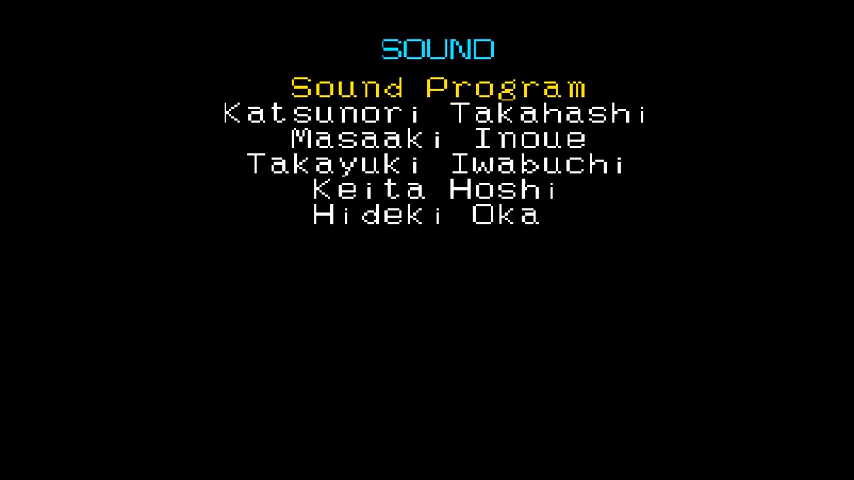 SOUND
Sound Program
Katsunori Takahashi
Masaaki Inoue
Takayuki Iwabuchi
Keita Hoshi
Hideki Oka